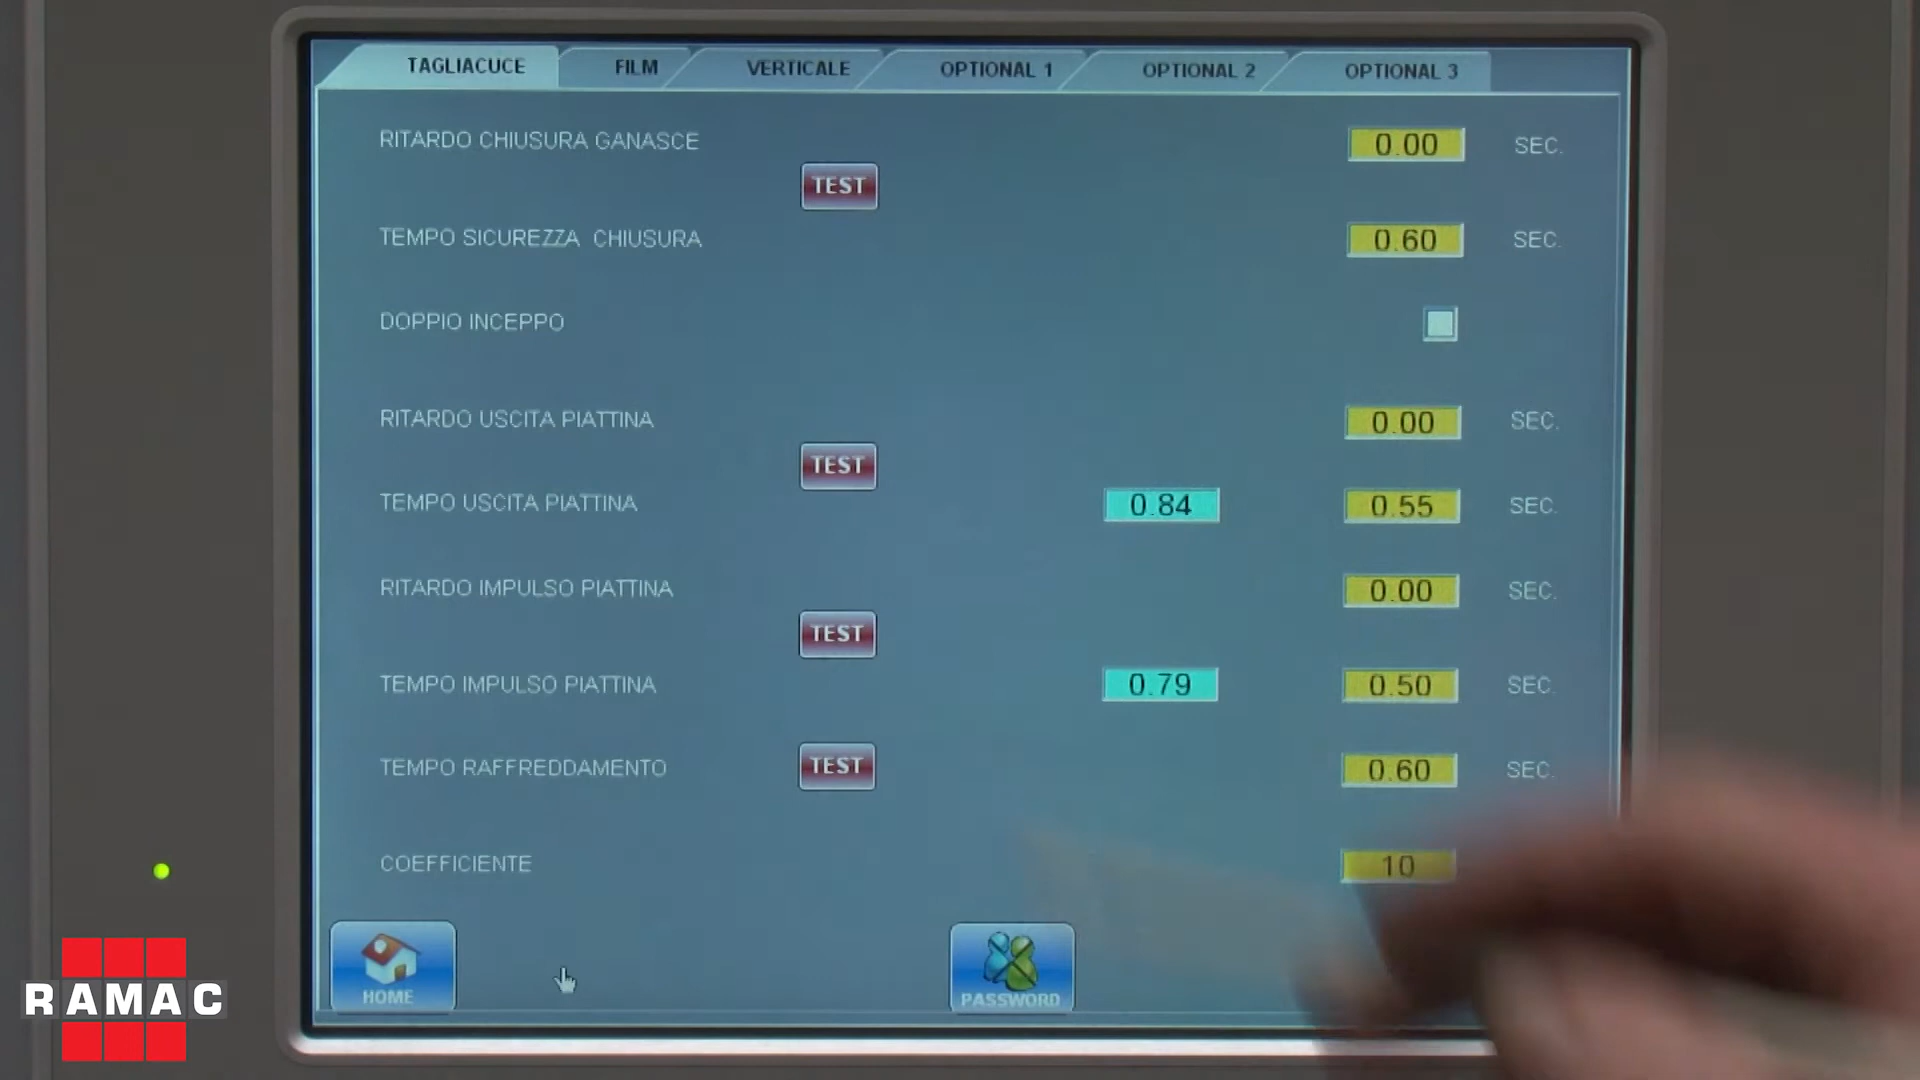 TAGLIACUCE FILM VERTICALE OPTIONAL 1 OPTIONAL 2 OPTIONAL 3
RITARDO CHIUSURA GANASCE 0.00 SEC.
TEST
TEMPO SICUREZZA CHIUSURA 0.60 SEC.
DOPPIO INCEPPO
RITARDO USCITA PIATTINA 0.00 SEC.
TEST
TEMPO USCITA PIATTINA 0.84 0.55 SEC.
RITARDO IMPULSO PIATTINA 0.00 SEC.
TEST
TEMPO IMPULSO PIATTINA 0.79 0.50 SEC.
TEMPO RAFFREDDAMENTO TEST 0.60 SEC.
COEFFICIENTE 10
HOME PASSWORD
RAMAC